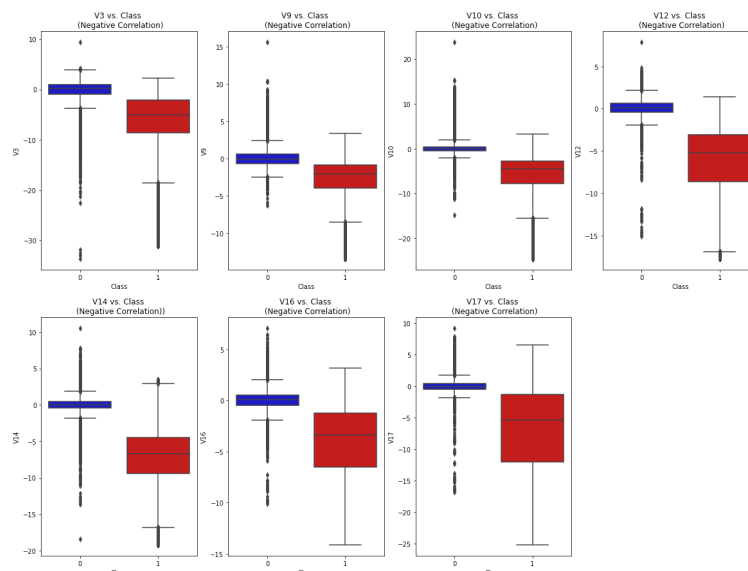 V3 vs. Class
(Negative Correlation)
10
0
−10
−20
−30
V3
0
1
Class
V9 vs. Class
(Negative Correlation)
15
10
5
0
−5
−10
V9
0
1
Class
V10 vs. Class
(Negative Correlation)
20
10
0
−10
−20
V10
0
1
Class
V12 vs. Class
(Negative Correlation)
5
0
−5
−10
−15
V12
0
1
Class
V14 vs. Class
(Negative Correlation))
10
5
0
−5
−10
−15
−20
V14
0
1
V16 vs. Class
(Negative Correlation)
5
0
−5
−10
−15
V16
0
1
V17 vs. Class
(Negative Correlation)
10
5
0
−5
−10
−15
−20
−25
V17
0
1